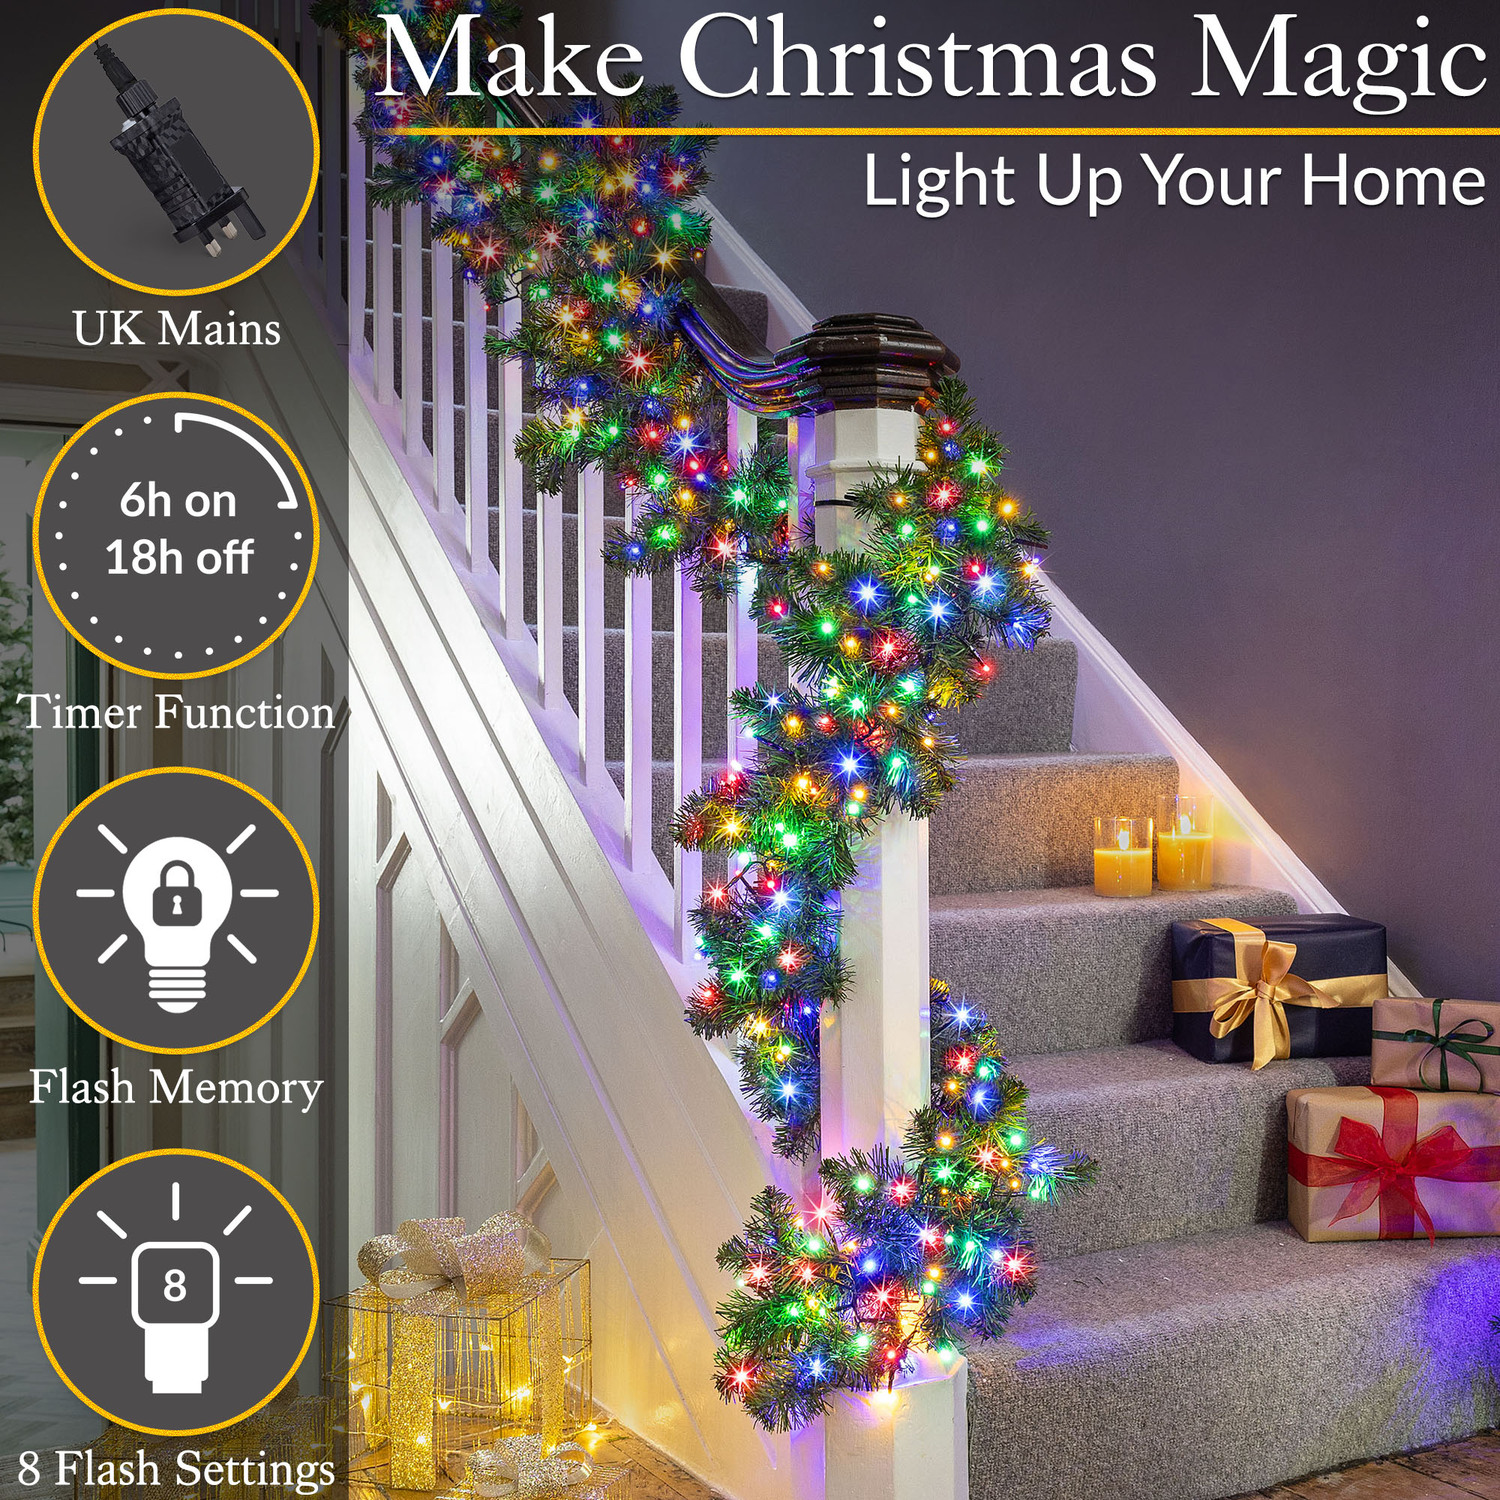 Make Christmas Magic
Light Up Your Home
UK Mains
6h on
18h off
Timer Function
Flash Memory
8
8 Flash Settings